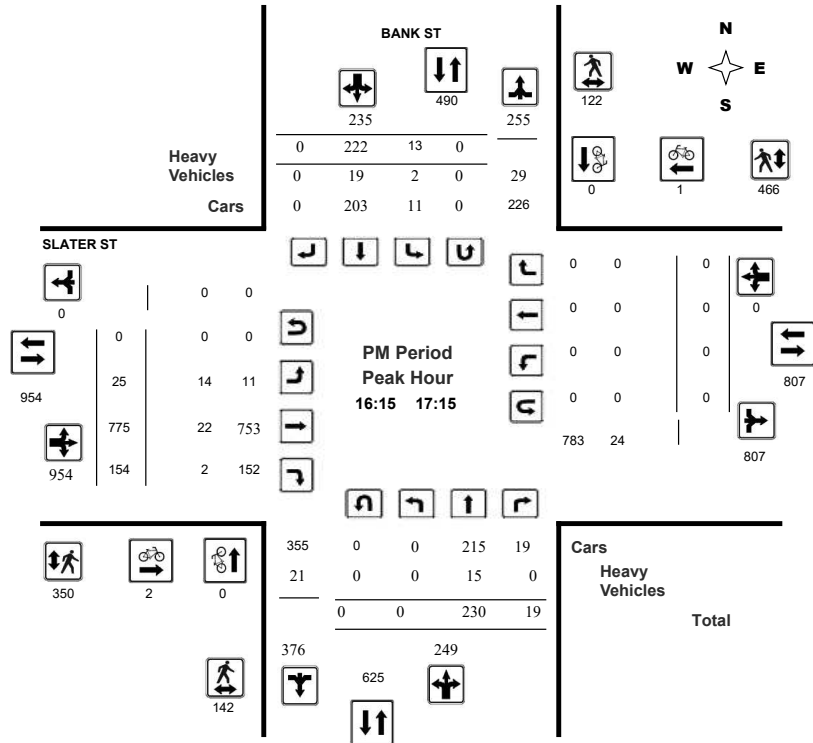 BANK ST
N
W E
S
490
122
235 255
0 222 13 0
Heavy
Vehicles
0 19 2 0 29
Cars
0 203 11 0 226
0 1 466
SLATER ST
0 0 0
0 0 0
954 25 14 11
775 22 753
954 154 2 152
PM Period
Peak Hour
16:15 17:15
0 0 0 0
0 0 0
0 0 0
0 0 0
783 24
807
807
355 0 0 215 19
21 0 0 15 0
0 0 230 19
376 249
625
350 2 0
142
Cars
Heavy
Vehicles
Total